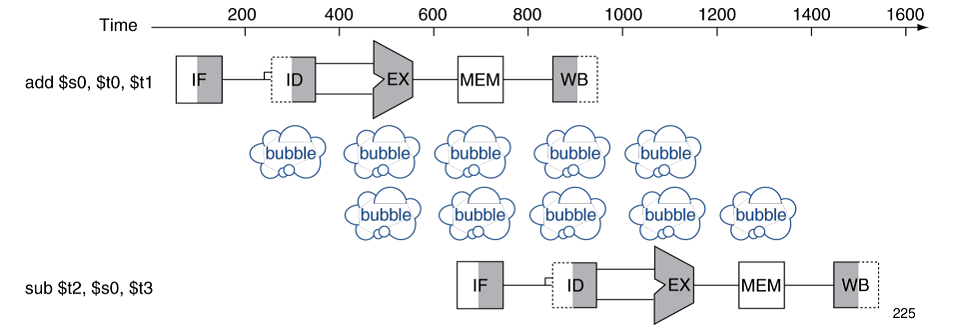 Time 200 400 600 800 1000 1200 1400 1600
add $s0, $t0, $t1 IF ID EX MEM WB
bubble bubble bubble bubble bubble
bubble bubble bubble bubble bubble
sub $t2, $s0, $t3 IF ID EX MEM WB
225